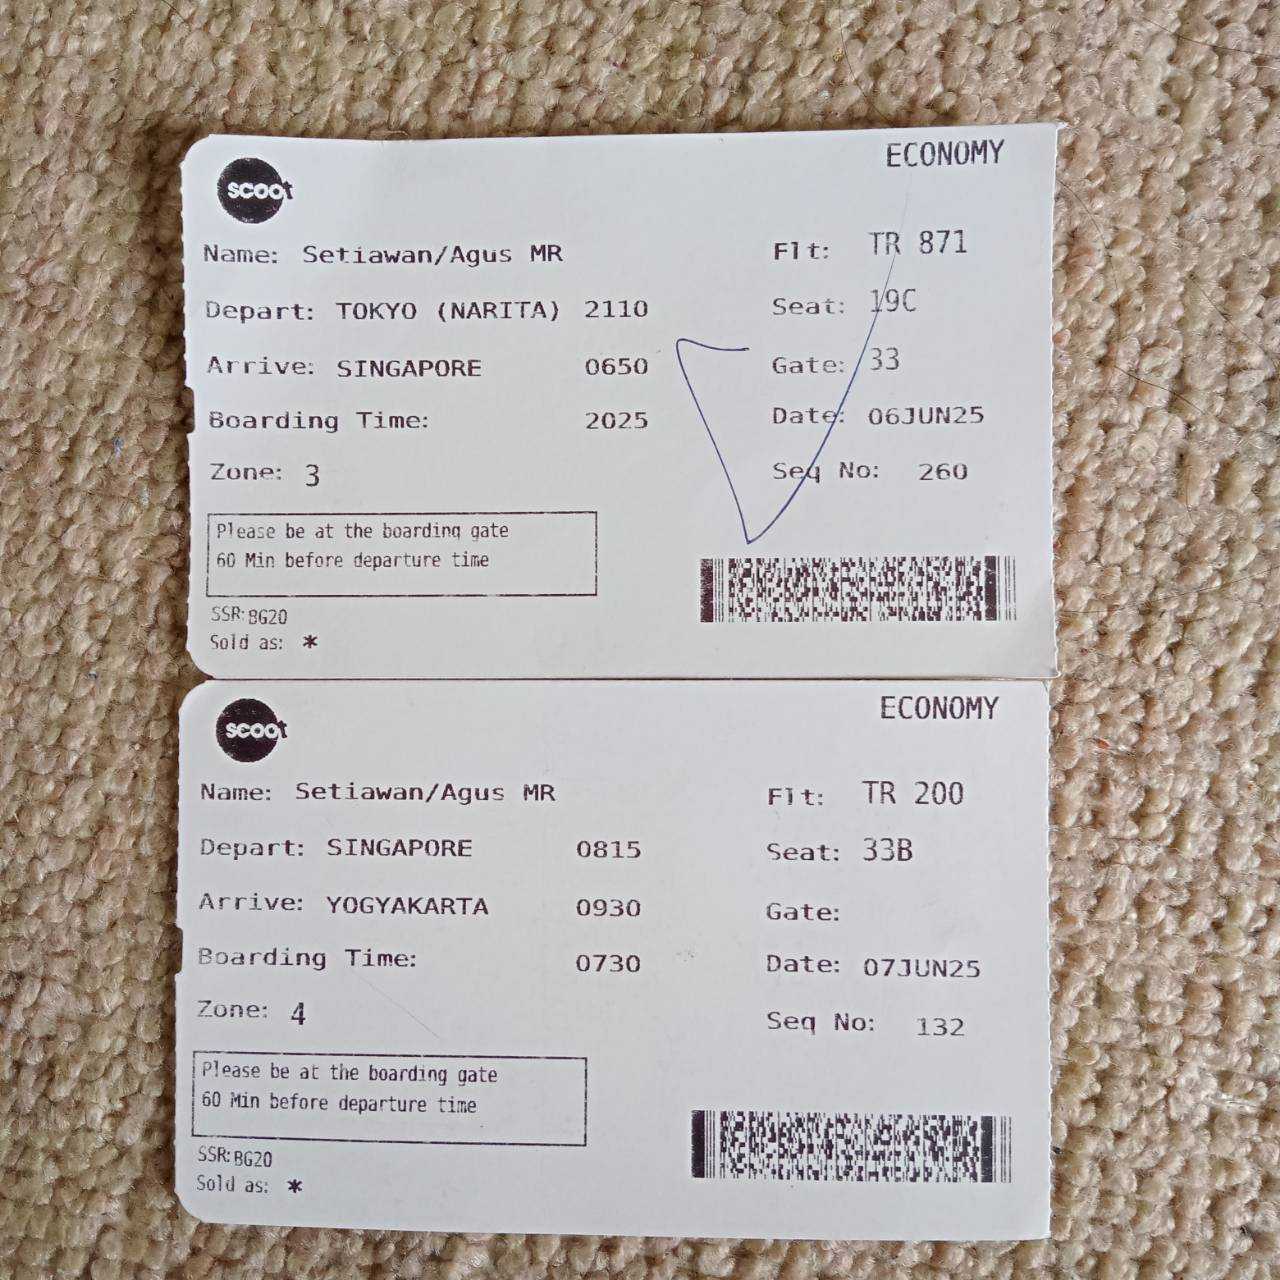 ECONOMY
scoot
Name: Setiawan/Agus MR Flt: TR 871
Depart: TOKYO (NARITA) 2110 Seat: 19C
Arrive: SINGAPORE 0650 Gate: 33
Boarding Time: 2025 Date: 06JUN25
Zone: 3 Seq No: 260
Please be at the boarding gate
60 Min before departure time
SSR: BG20
Sold as: *
ECONOMY
scoot
Name: Setiawan/Agus MR Flt: TR 200
Depart: SINGAPORE 0815 Seat: 33B
Arrive: YOGYAKARTA 0930 Gate:
Boarding Time: 0730 Date: 07JUN25
Zone: 4 Seq No: 132
Please be at the boarding gate
60 Min before departure time
SSR: BG20
Sold as: *